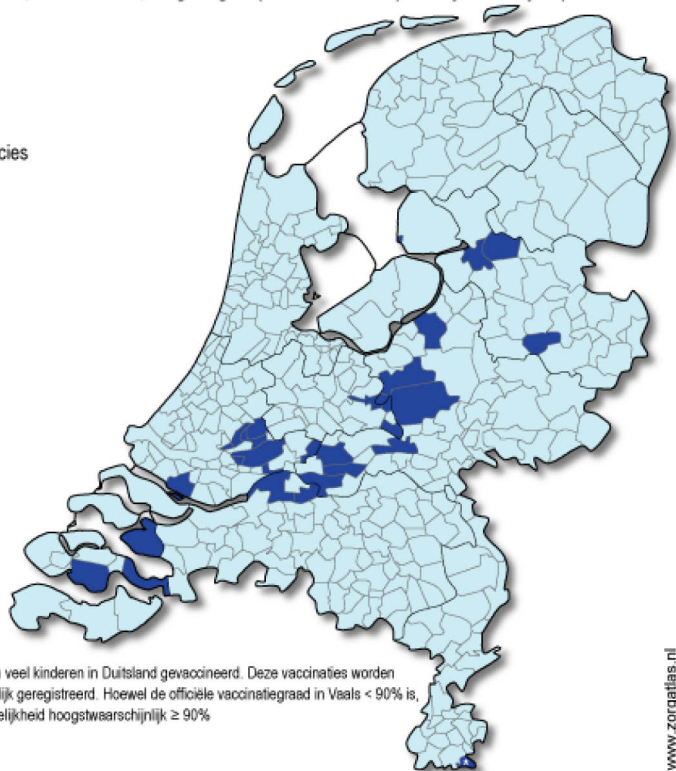 cies
veel kinderen in Duitsland gevaccineerd. Deze vaccinaties worden
lijk geregistreerd. Hoewel de officiële vaccinatiegraad in Vaals < 90% is,
elijkheid hoogstwaarschijnlijk ≥ 90%
www.zorgatlas.nl